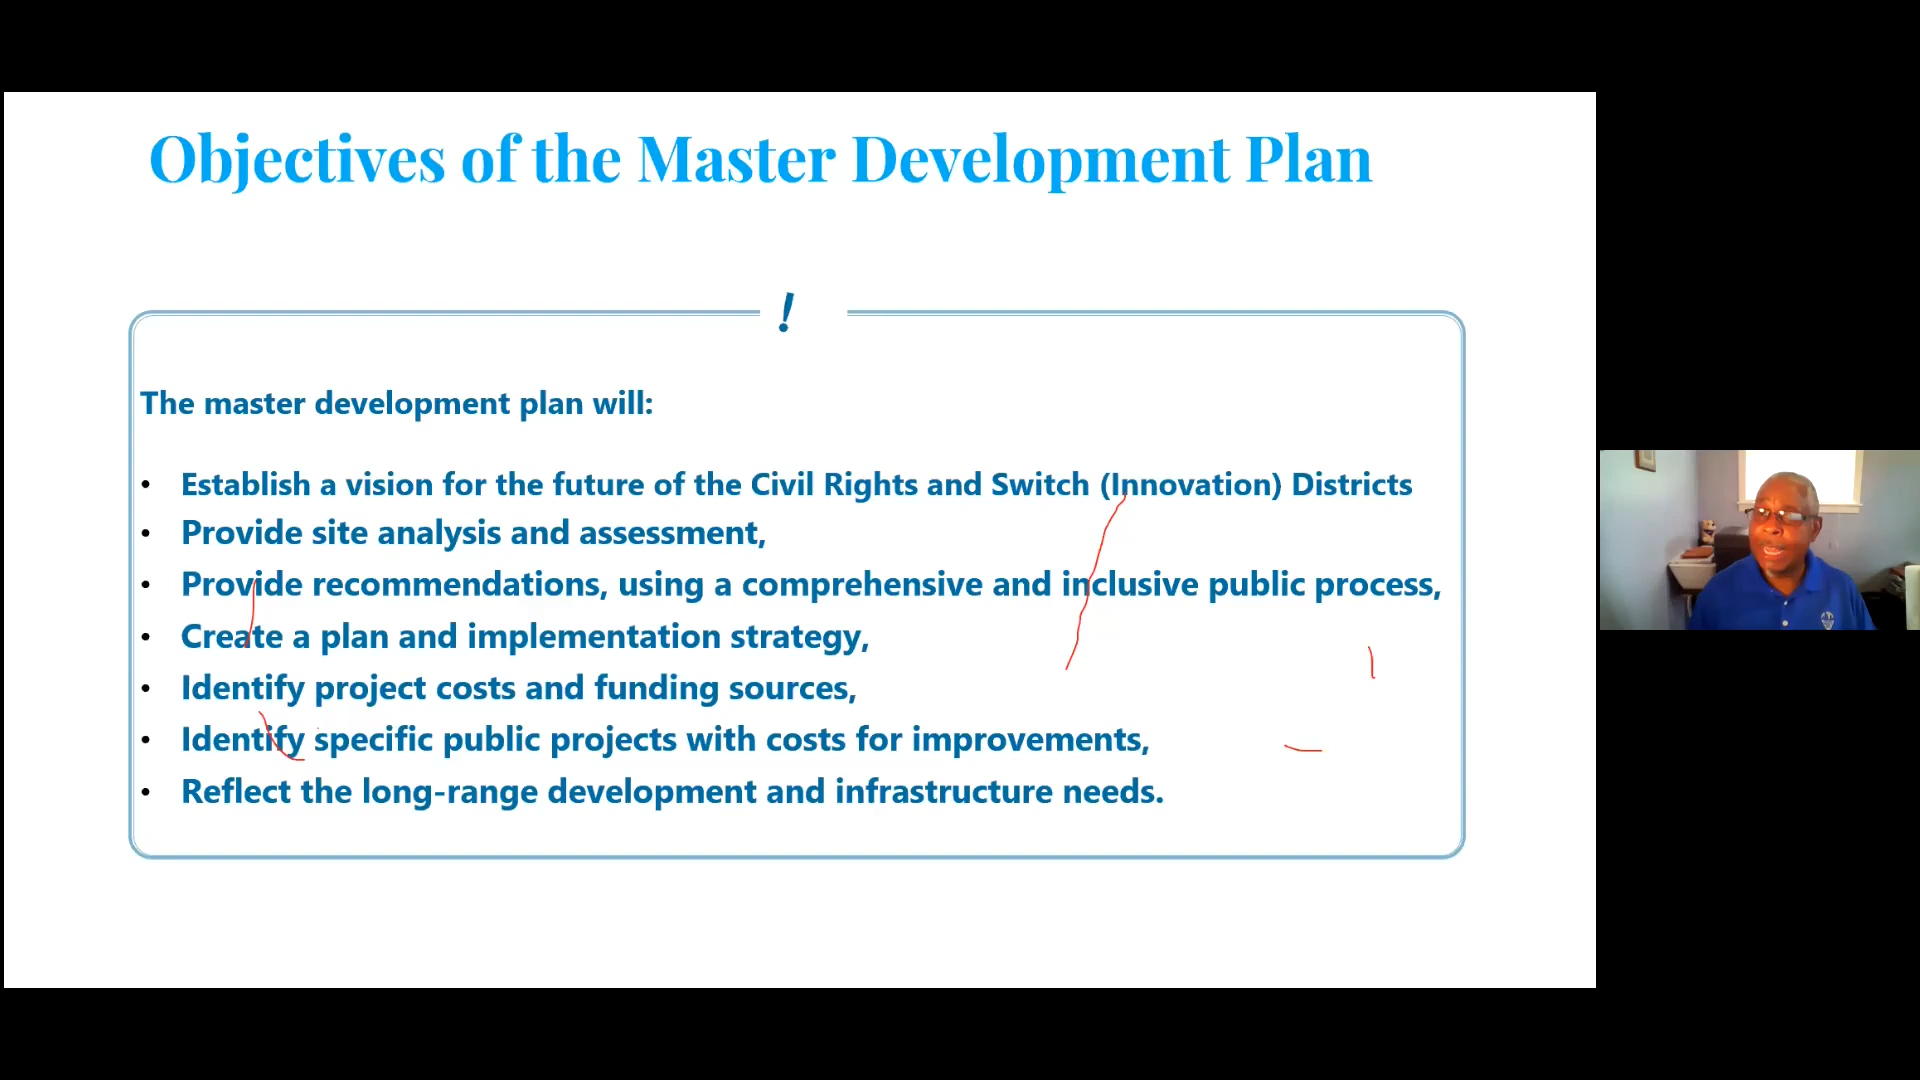 Objectives of the Master Development Plan
!
The master development plan will:
• Establish a vision for the future of the Civil Rights and Switch (Innovation) Districts
• Provide site analysis and assessment,
• Provide recommendations, using a comprehensive and inclusive public process,
• Create a plan and implementation strategy,
• Identify project costs and funding sources,
• Identify specific public projects with costs for improvements,
• Reflect the long-range development and infrastructure needs.